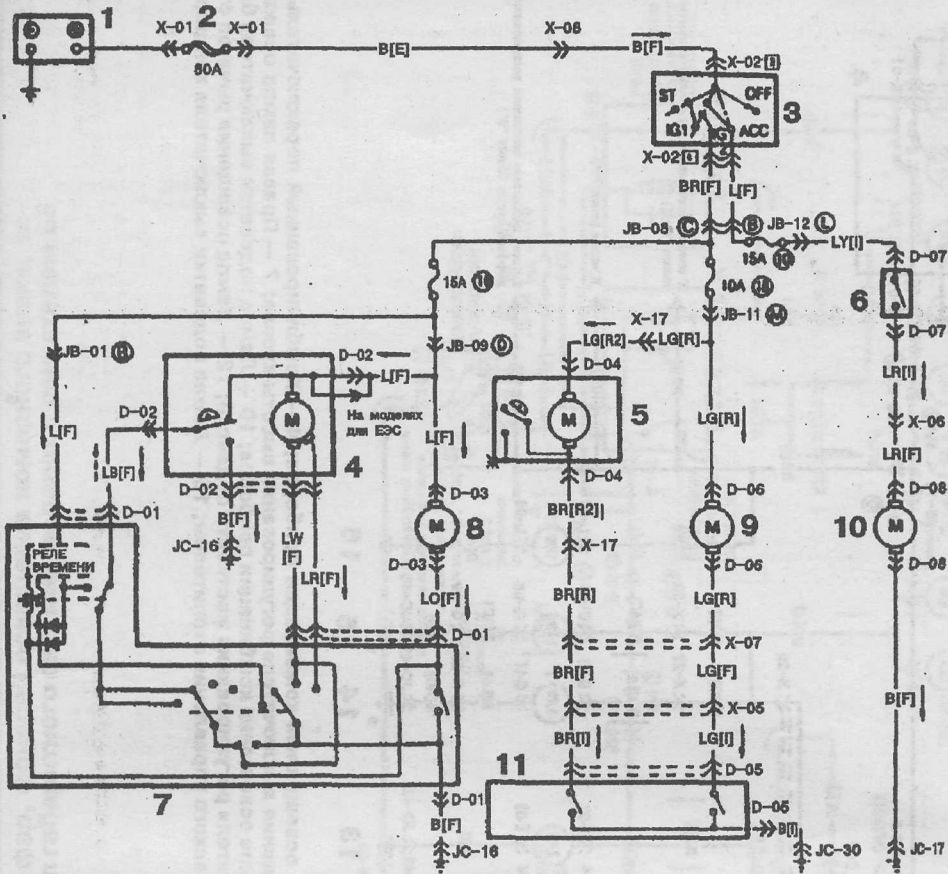 1
X-01
2
X-01
80A
B[E]
X-06
B[F]
X-02
ST
OFF
IG1
IG2
ACC
3
X-02
BR[F]
L[F]
JB-08 C
B
JB-12 L
15A
LY[I]
D-07
6
D-07
15A
10A
JB-11 M
X-17
LG[R2]
LG[R]
D-04
LR[I]
JB-01
D-02
JB-09
L[F]
На моделях
для ЕЭС
M
4
M
5
D-02
L[F]
LB[F]
L[F]
LG[R]
X-06
LR[F]
D-02
D-01
D-03
D-04
D-06
D-08
B[F]
JC-16
LW
[F]
LR[F]
M
8
BR[R2]
M
9
10
M
D-03
X-17
D-06
D-08
РЕЛЕ
ВРЕМЕНИ
LO[F]
BR[R]
LG[R]
D-01
X-07
BR[F]
LG[F]
X-05
BR[I]
LG[I]
B[F]
11
D-05
7
D-01
B[F]
D-05
B[I]
JC-16
JC-30
JC-17